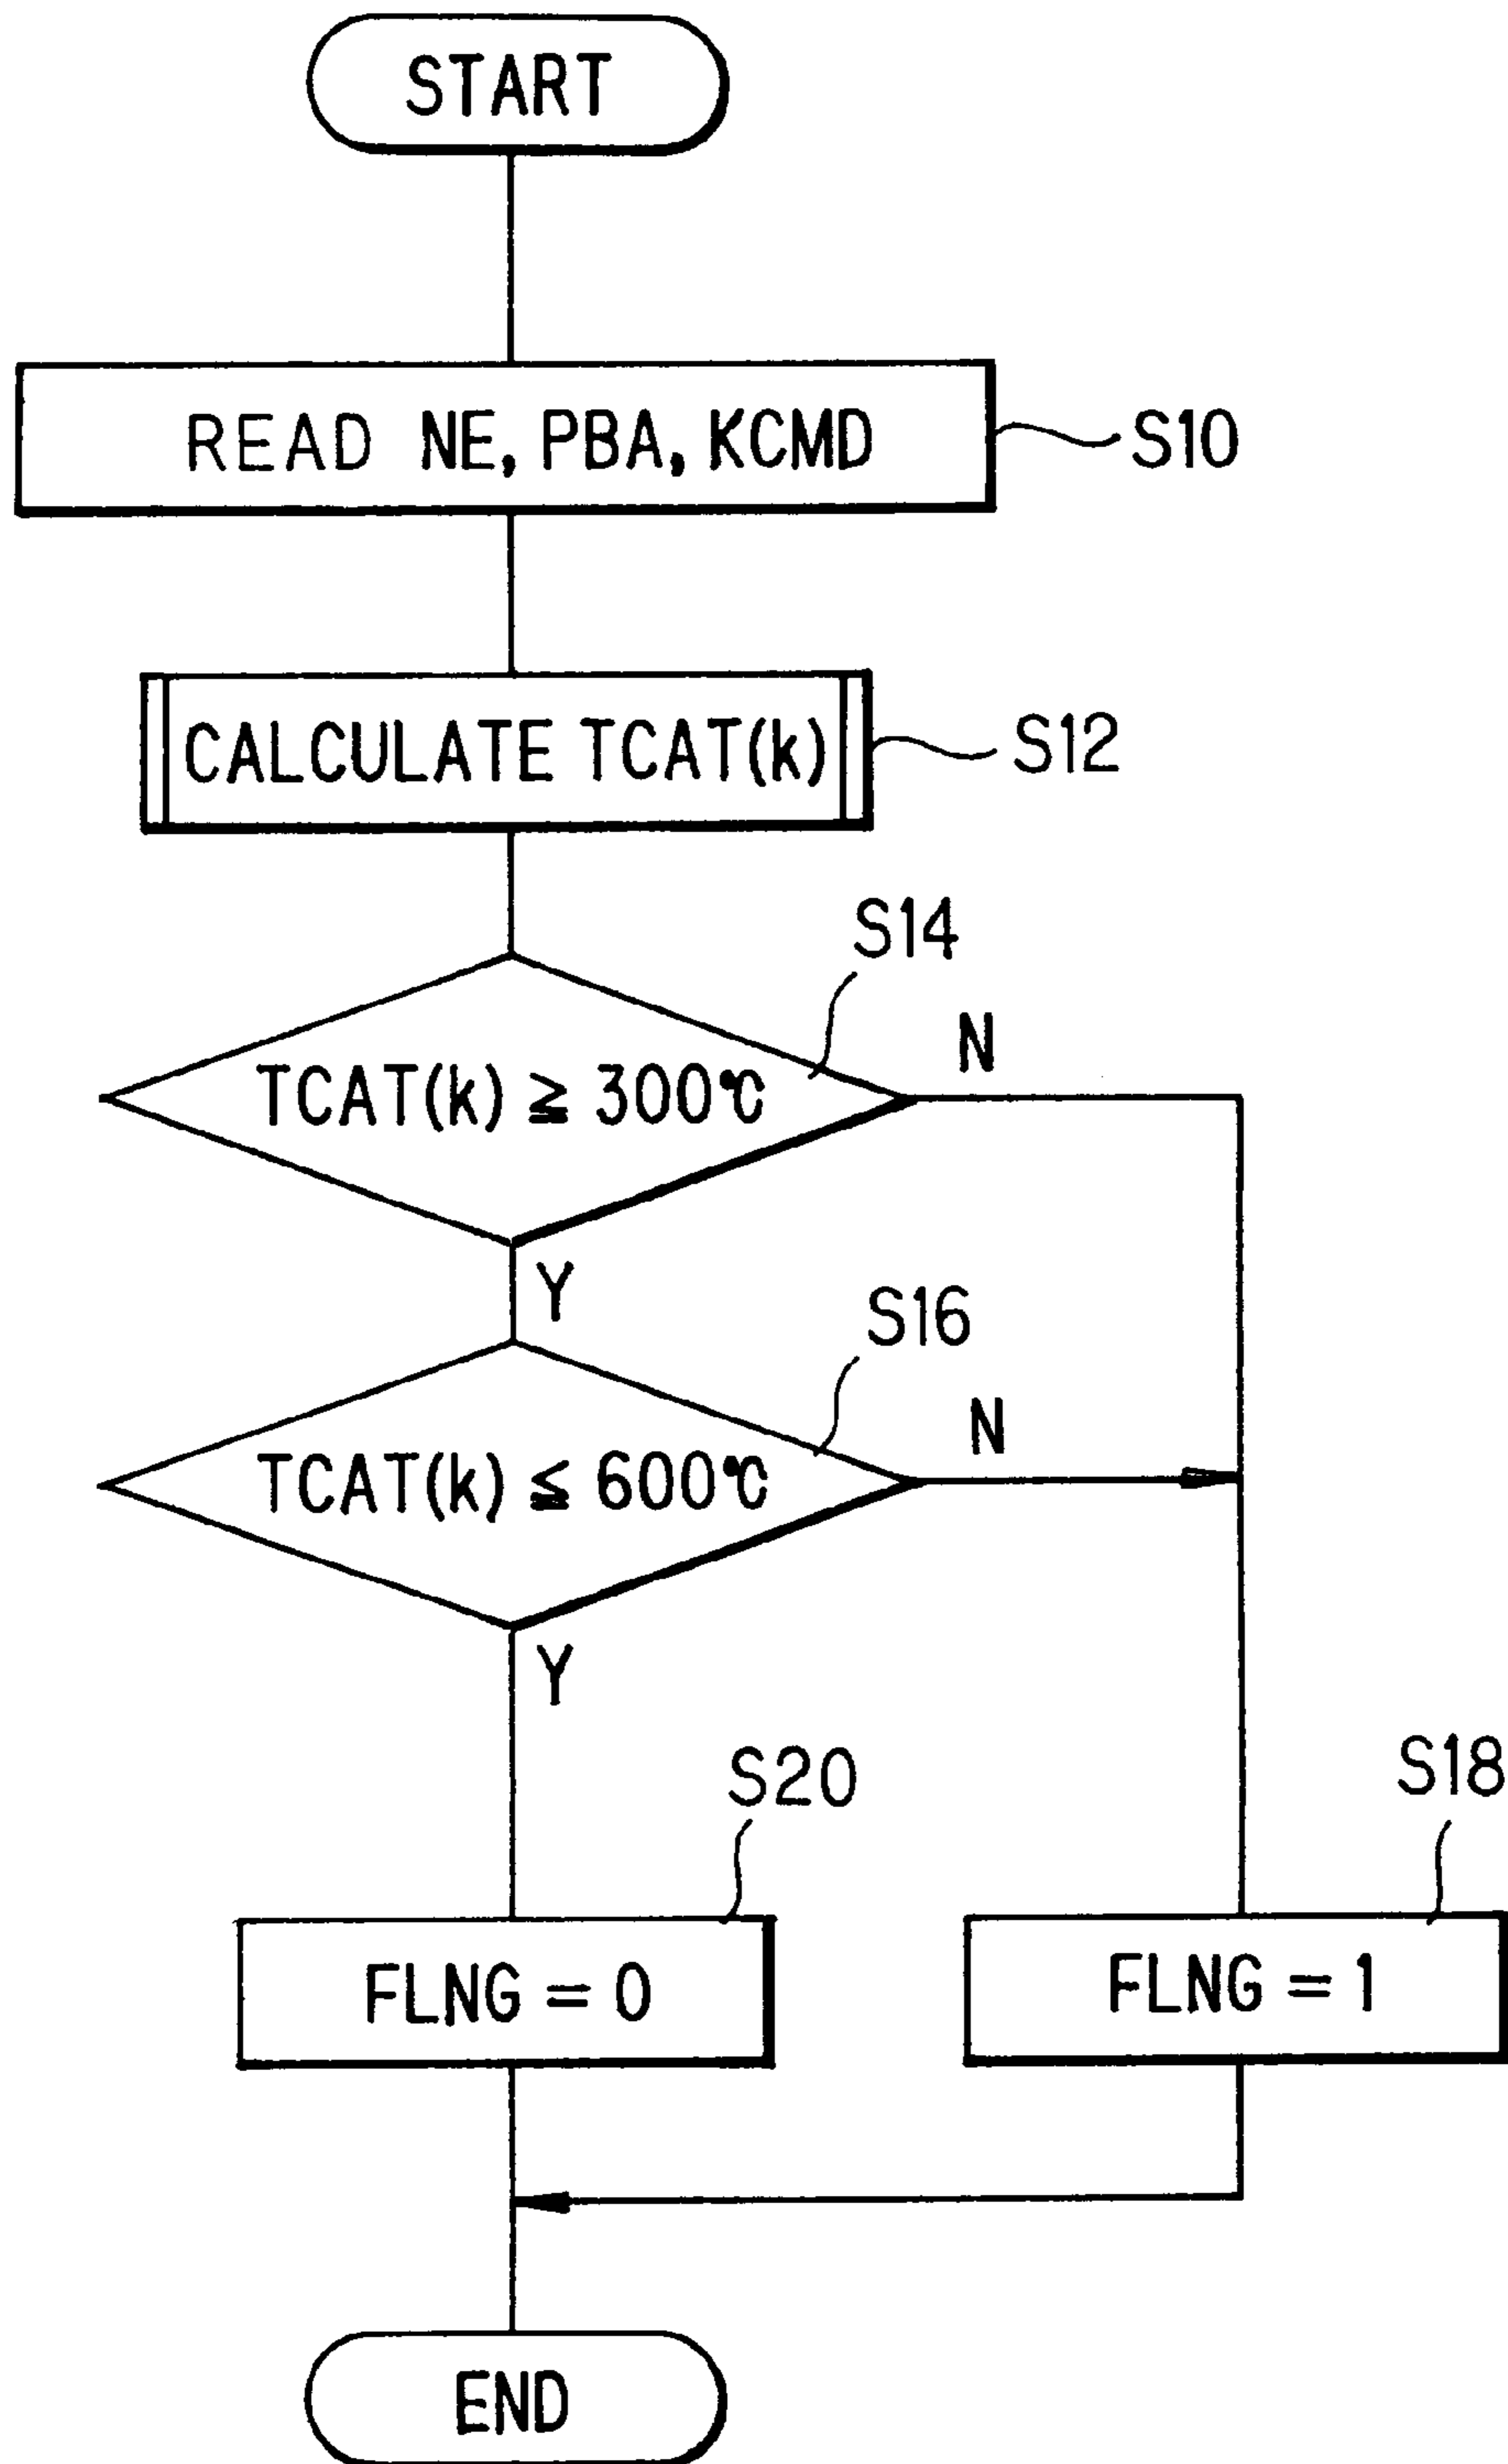 START
READ NE, PBA, KCMD
S10
CALCULATE TCAT(k)
S12
S14
TCAT(k) ≧ 300℃
N
Y
S16
TCAT(k) ≦ 600℃
N
Y
S20
S18
FLNG = 0
FLNG = 1
END